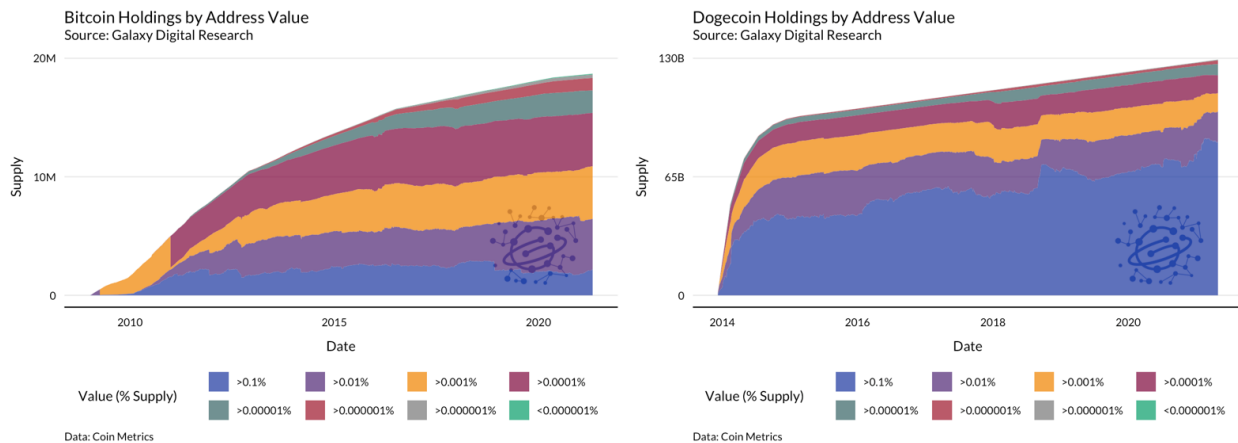 Bitcoin Holdings by Address Value
Source: Galaxy Digital Research
20M
10M
0
Supply
2010 2015 2020
Date
Value (% Supply)
>0.1% >0.01% >0.001% >0.0001%
>0.00001% >0.000001% >0.000001% <0.000001%
Data: Coin Metrics
Dogecoin Holdings by Address Value
Source: Galaxy Digital Research
130B
65B
0
Supply
2014 2016 2018 2020
Date
Value (% Supply)
>0.1% >0.01% >0.001% >0.0001%
>0.00001% >0.000001% >0.000001% <0.000001%
Data: Coin Metrics